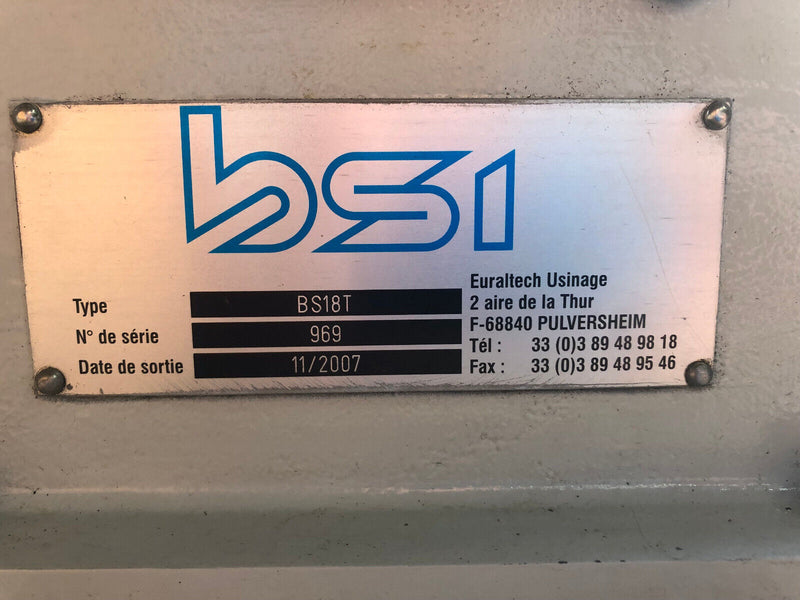 bsi
Type BS18T
N° de série 969
Date de sortie 11/2007
Euraltech Usinage
2 aire de la Thur
F-68840 PULVERSHEIM
Tél : 33 (0)3 89 48 98 18
Fax : 33 (0)3 89 48 95 46